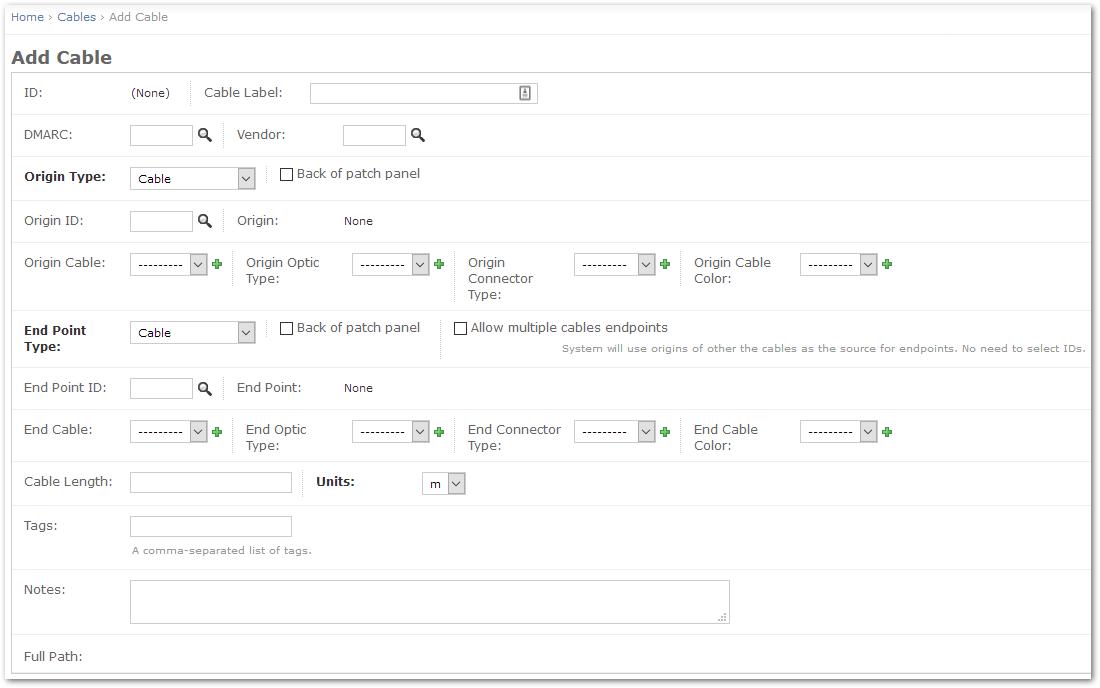 Home › Cables › Add Cable
Add Cable
ID: (None) Cable Label:
DMARC: Vendor:
Origin Type: Cable Back of patch panel
Origin ID: Origin: None
Origin Cable: --------- Origin Optic Type: --------- Origin Connector Type: --------- Origin Cable Color: ---------
End Point Type: Cable Back of patch panel Allow multiple cables endpoints
System will use origins of other the cables as the source for endpoints. No need to select IDs.
End Point ID: End Point: None
End Cable: --------- End Optic Type: --------- End Connector Type: --------- End Cable Color: ---------
Cable Length: Units: m
Tags:
A comma-separated list of tags.
Notes:
Full Path: